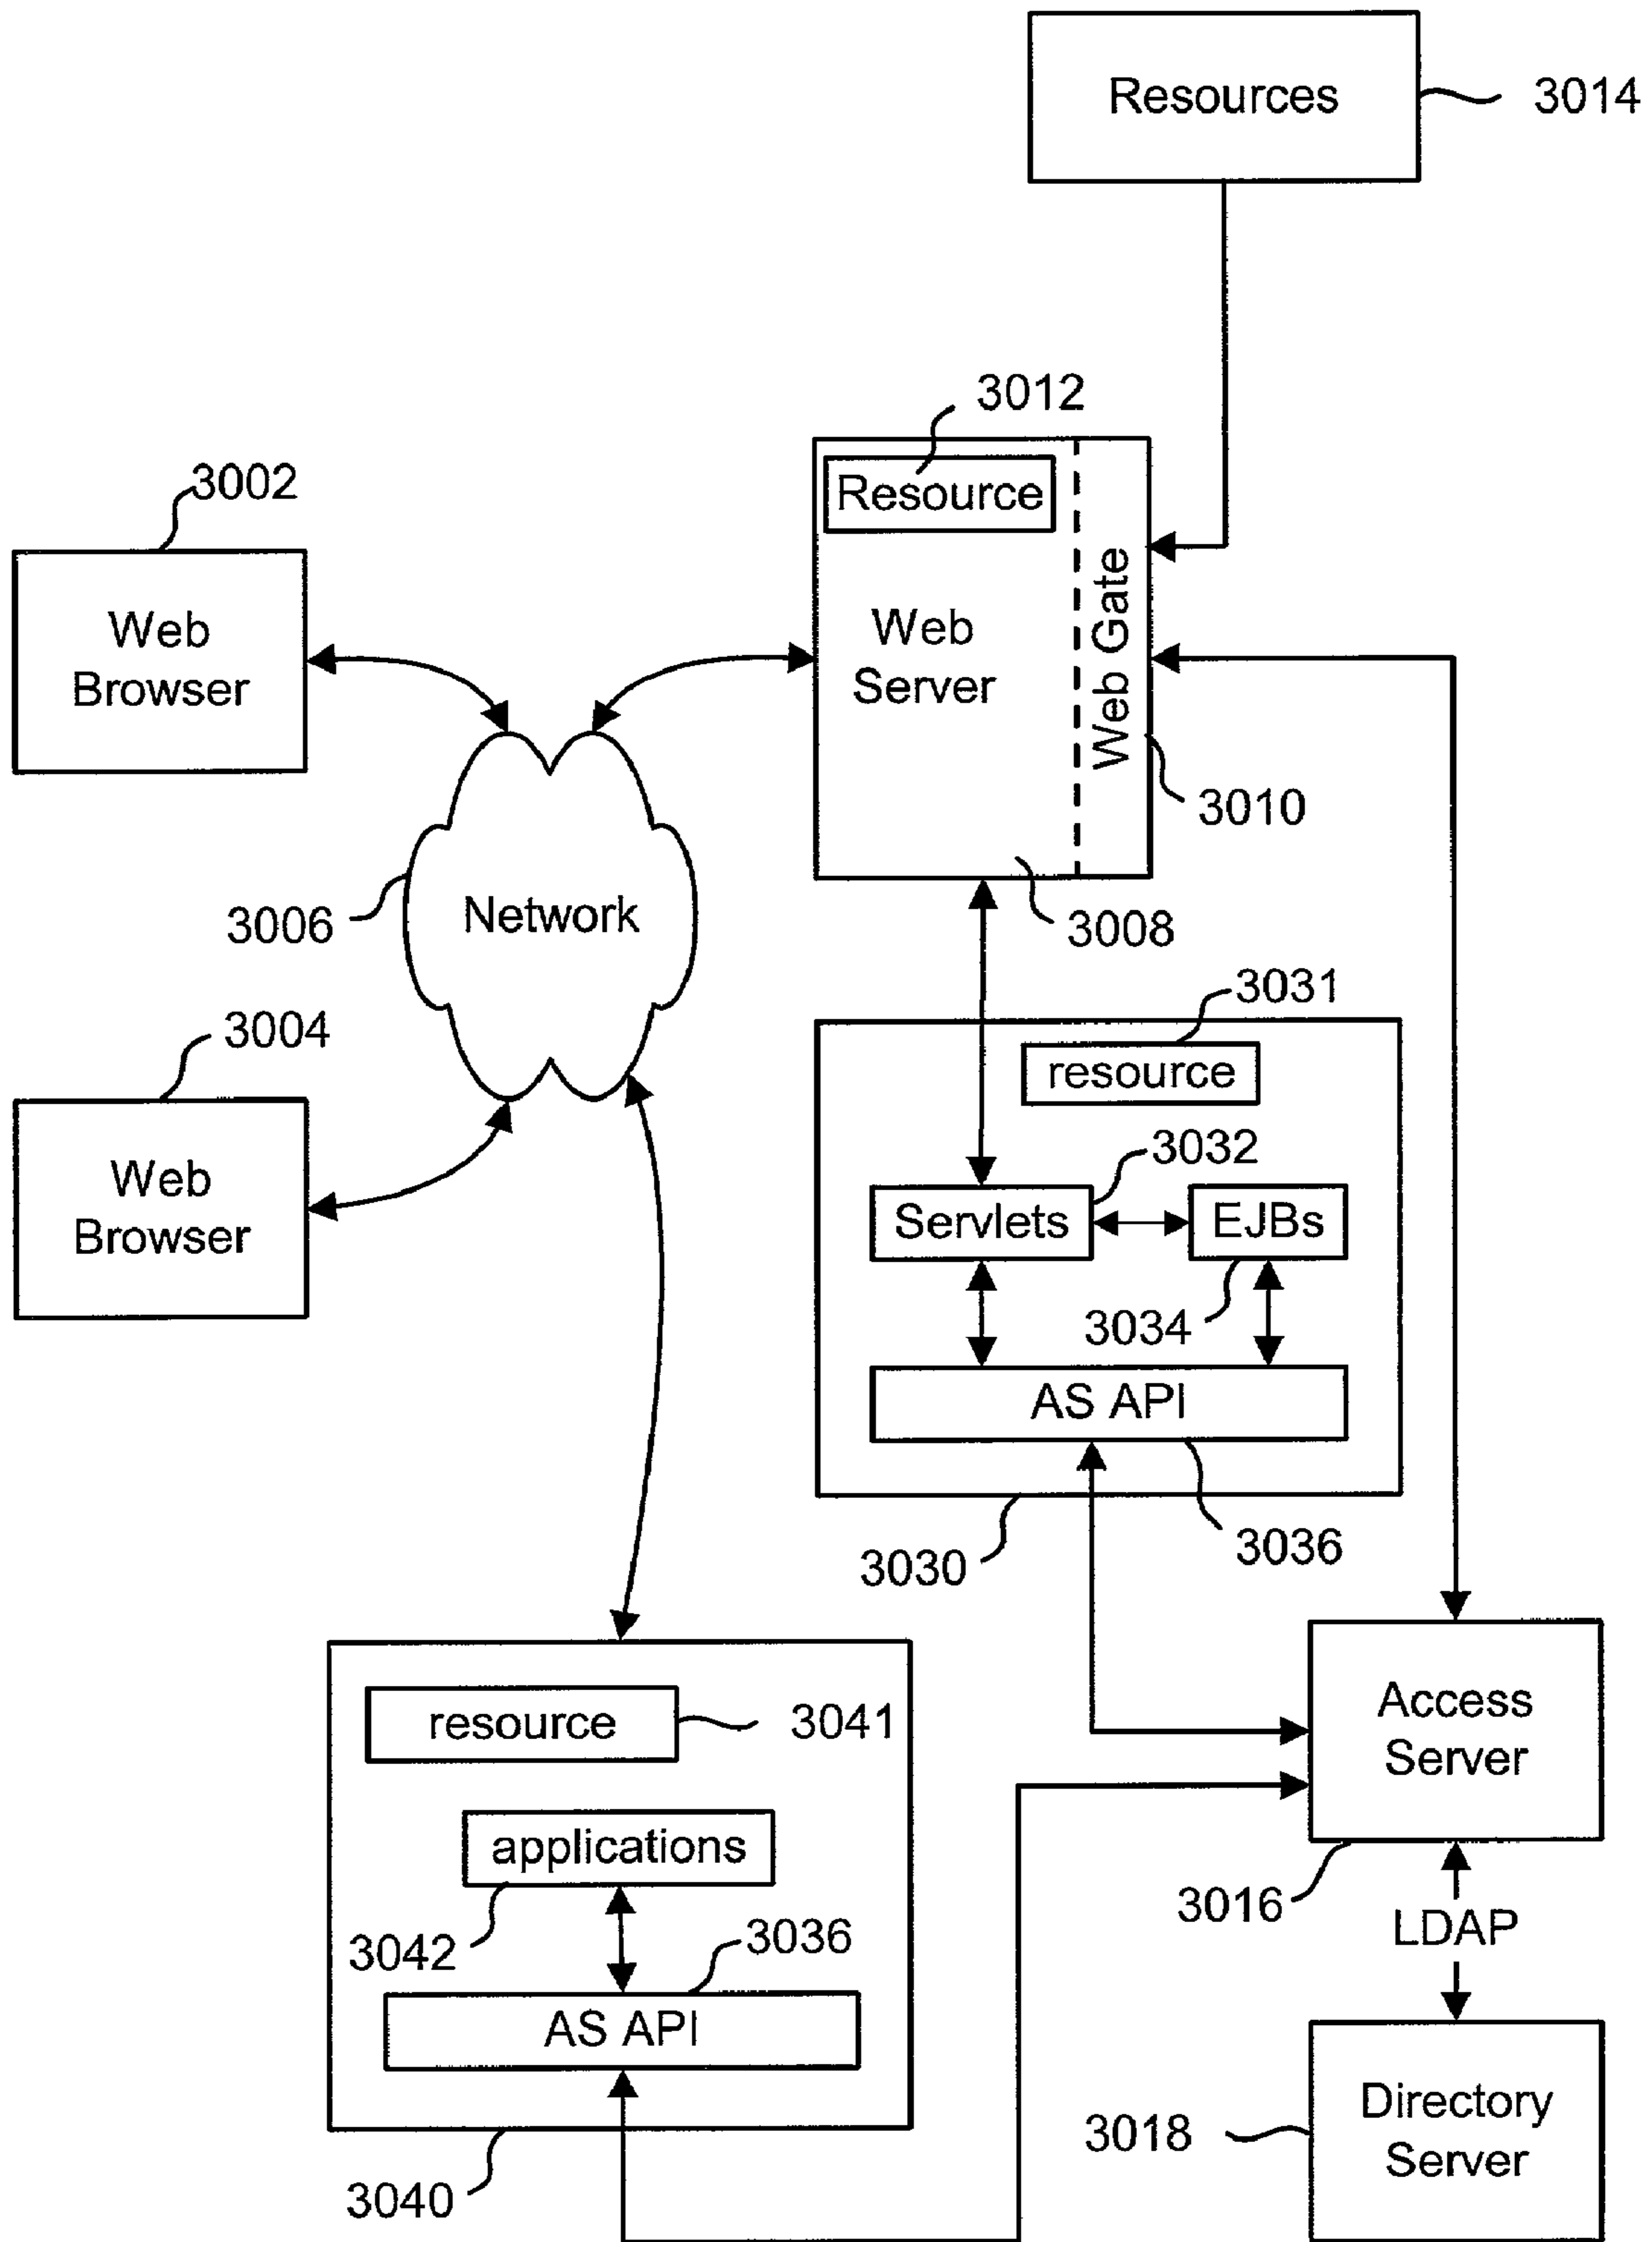 Resources
3014
3012
Resource
3002
Web
Browser
Web
Server
Web Gate
3010
3006
Network
3008
3031
resource
3004
Web
Browser
3032
Servlets
EJBs
3034
AS API
3036
3030
resource
3041
Access
Server
applications
3016
3042
3036
LDAP
AS API
Directory
Server
3018
3040